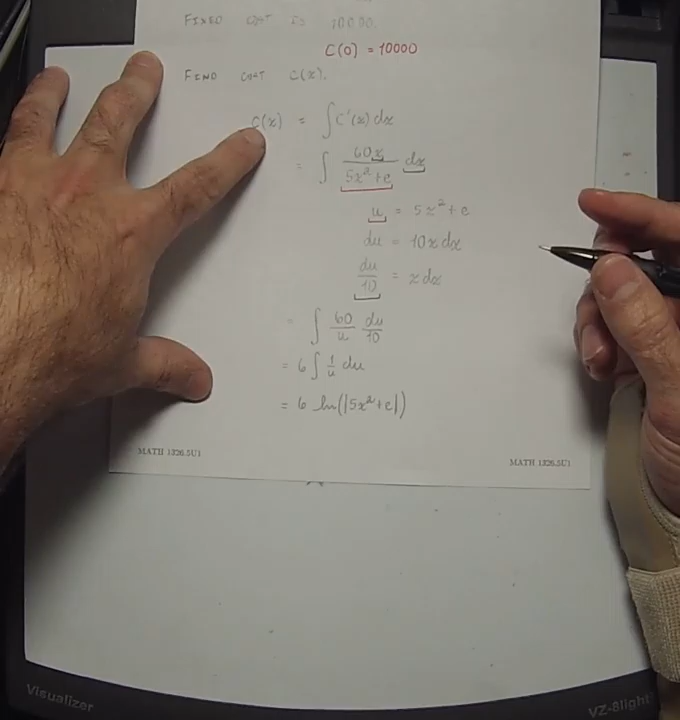 FIXED COST IS 10000.
C(0) = 10000
FIND COST C(x).
C(x) = ∫C'(x) dx
= ∫ 60x/(5x²+e) dx
u = 5x²+e
du = 10x dx
du/10 = x dx
= ∫ 60/u du/10
= 6 ∫ 1/u du
= 6 ln(|5x²+e|)
MATH 1326.5U1
MATH 1326.5U1
Visualizer
VZ-8light